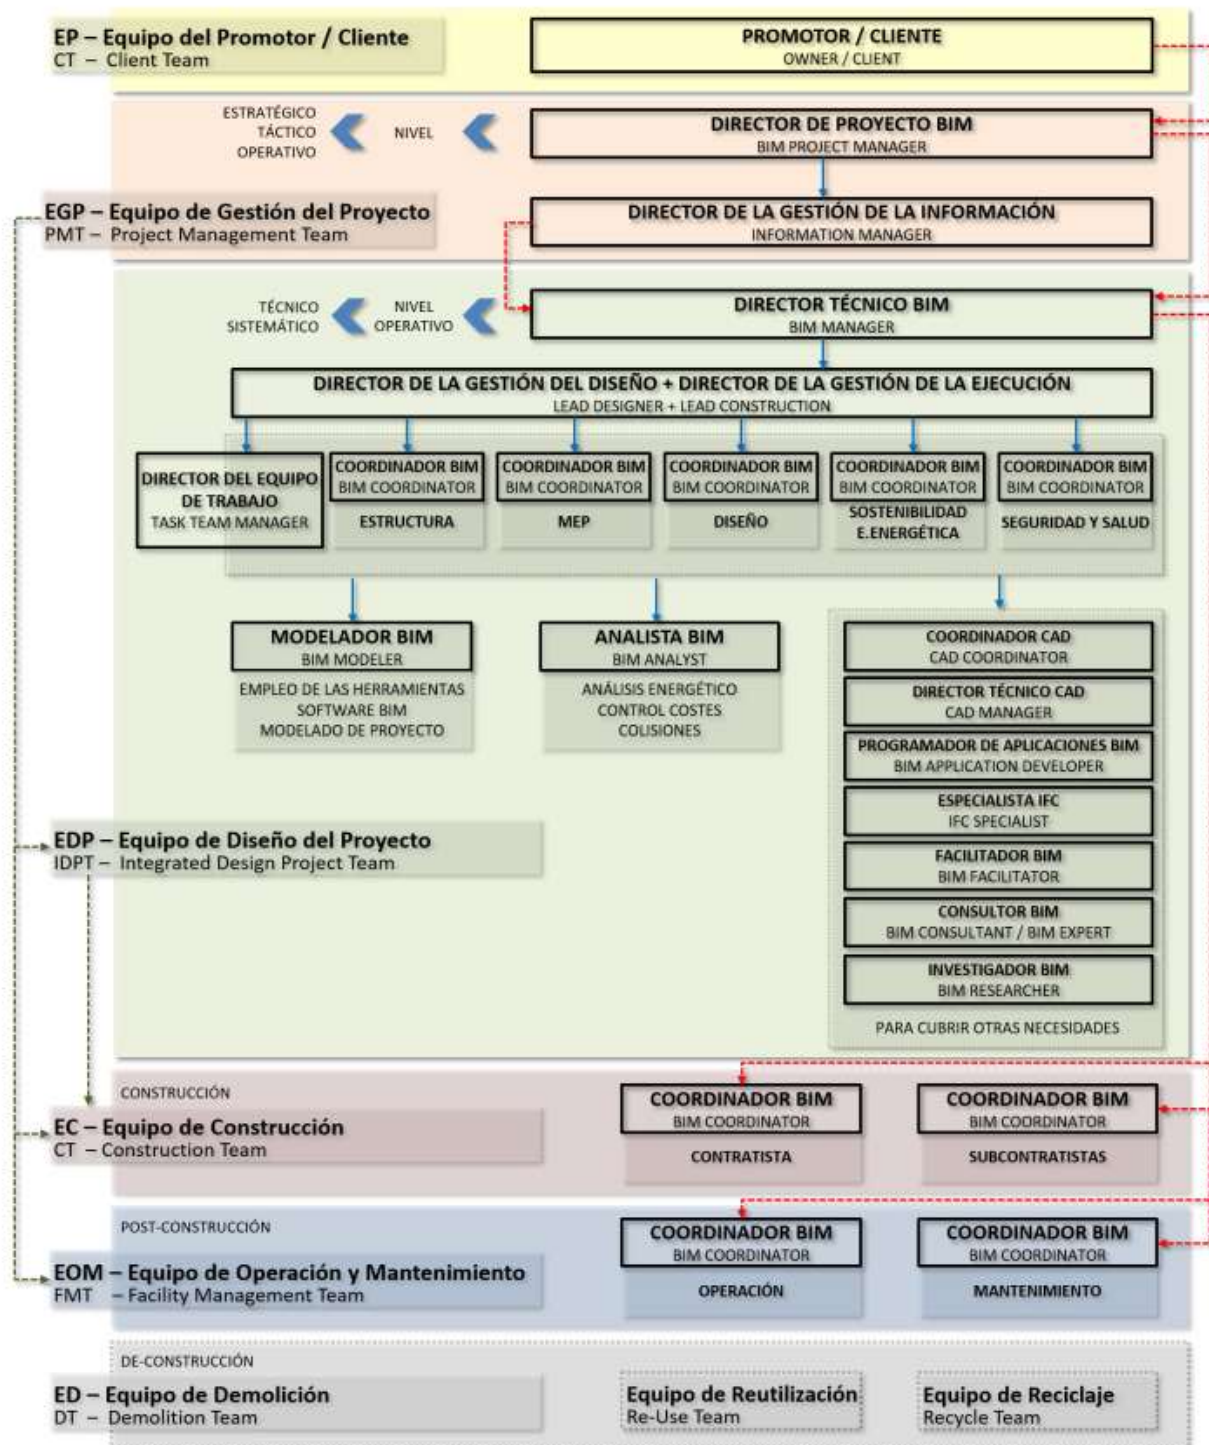 EP – Equipo del Promotor / Cliente
CT – Client Team
PROMOTOR / CLIENTE
OWNER / CLIENT
ESTRATÉGICO
TÁCTICO
OPERATIVO
NIVEL
DIRECTOR DE PROYECTO BIM
BIM PROJECT MANAGER
EGP – Equipo de Gestión del Proyecto
PMT – Project Management Team
DIRECTOR DE LA GESTIÓN DE LA INFORMACIÓN
INFORMATION MANAGER
TÉCNICO
SISTEMÁTICO
NIVEL
OPERATIVO
DIRECTOR TÉCNICO BIM
BIM MANAGER
DIRECTOR DE LA GESTIÓN DEL DISEÑO + DIRECTOR DE LA GESTIÓN DE LA EJECUCIÓN
LEAD DESIGNER + LEAD CONSTRUCTION
DIRECTOR DEL EQUIPO
DE TRABAJO
TASK TEAM MANAGER
COORDINADOR BIM
BIM COORDINATOR
ESTRUCTURA
COORDINADOR BIM
BIM COORDINATOR
MEP
COORDINADOR BIM
BIM COORDINATOR
DISEÑO
COORDINADOR BIM
BIM COORDINATOR
SOSTENIBILIDAD
E.ENERGÉTICA
COORDINADOR BIM
BIM COORDINATOR
SEGURIDAD Y SALUD
MODELADOR BIM
BIM MODELER
EMPLEO DE LAS HERRAMIENTAS
SOFTWARE BIM
MODELADO DE PROYECTO
ANALISTA BIM
BIM ANALYST
ANÁLISIS ENERGÉTICO
CONTROL COSTES
COLISIONES
COORDINADOR CAD
CAD COORDINATOR
DIRECTOR TÉCNICO CAD
CAD MANAGER
PROGRAMADOR DE APLICACIONES BIM
BIM APPLICATION DEVELOPER
ESPECIALISTA IFC
IFC SPECIALIST
FACILITADOR BIM
BIM FACILITATOR
CONSULTOR BIM
BIM CONSULTANT / BIM EXPERT
INVESTIGADOR BIM
BIM RESEARCHER
PARA CUBRIR OTRAS NECESIDADES
EDP – Equipo de Diseño del Proyecto
IDPT – Integrated Design Project Team
CONSTRUCCIÓN
EC – Equipo de Construcción
CT – Construction Team
COORDINADOR BIM
BIM COORDINATOR
CONTRATISTA
COORDINADOR BIM
BIM COORDINATOR
SUBCONTRATISTAS
POST-CONSTRUCCIÓN
EOM – Equipo de Operación y Mantenimiento
FMT – Facility Management Team
COORDINADOR BIM
BIM COORDINATOR
OPERACIÓN
COORDINADOR BIM
BIM COORDINATOR
MANTENIMIENTO
DE-CONSTRUCCIÓN
ED – Equipo de Demolición
DT – Demolition Team
Equipo de Reutilización
Re-Use Team
Equipo de Reciclaje
Recycle Team